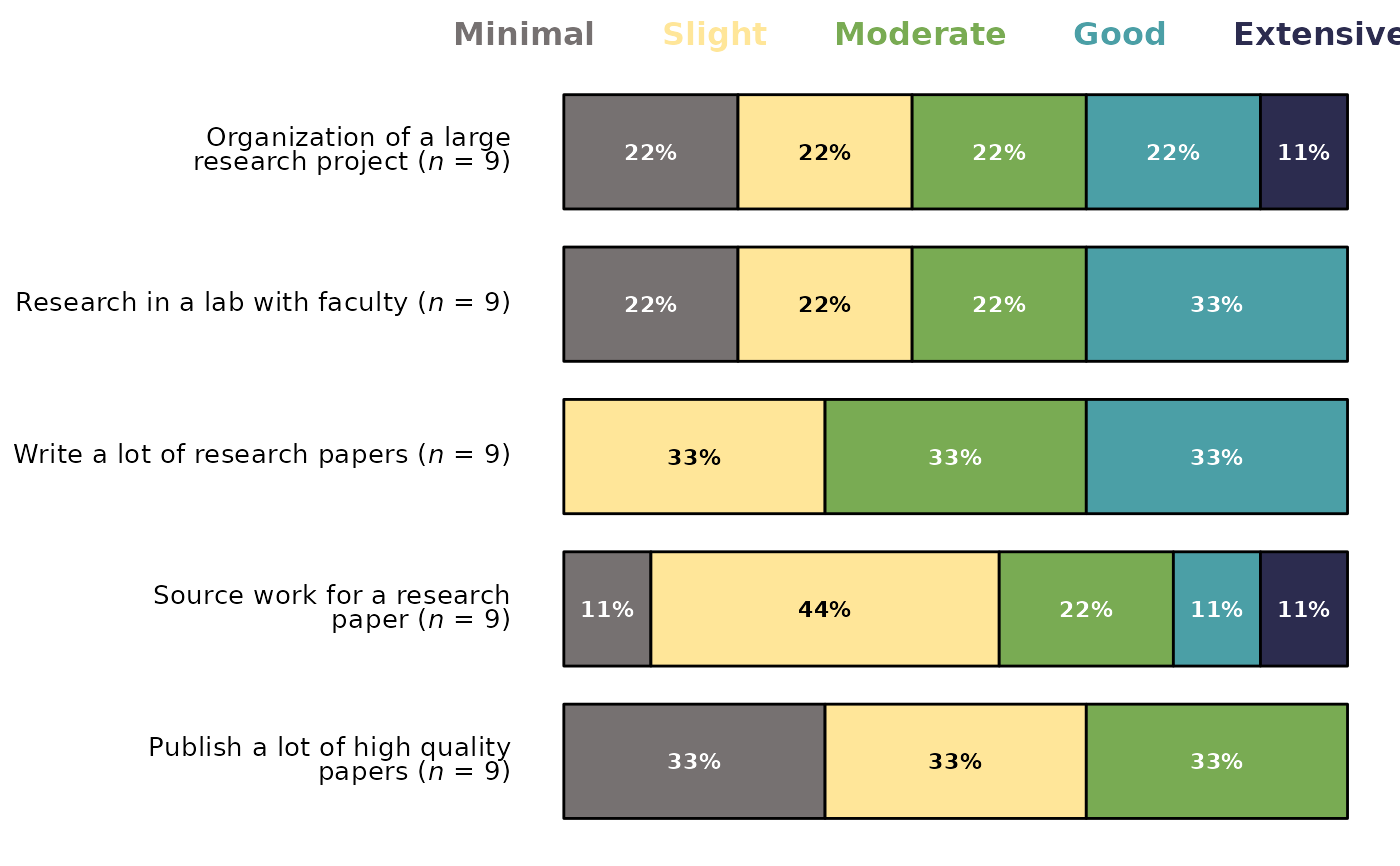 Minimal Slight Moderate Good Extensive
Organization of a large
research project (n = 9)
22% 22% 22% 22% 11%
Research in a lab with faculty (n = 9)
22% 22% 22% 33%
Write a lot of research papers (n = 9)
33% 33% 33%
Source work for a research
paper (n = 9)
11% 44% 22% 11% 11%
Publish a lot of high quality
papers (n = 9)
33% 33% 33%